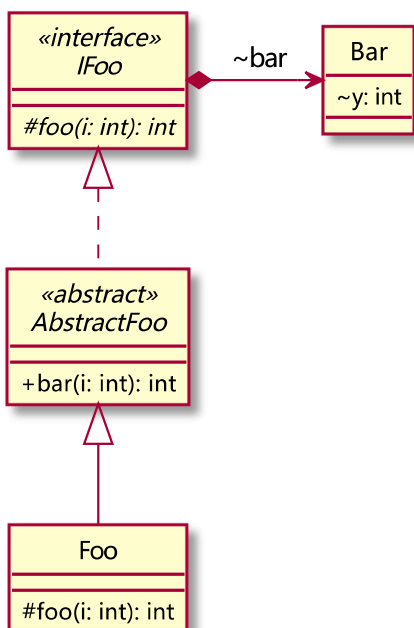 «interface»
IFoo
#foo(i: int): int
~bar
Bar
~y: int
«abstract»
AbstractFoo
+bar(i: int): int
Foo
#foo(i: int): int